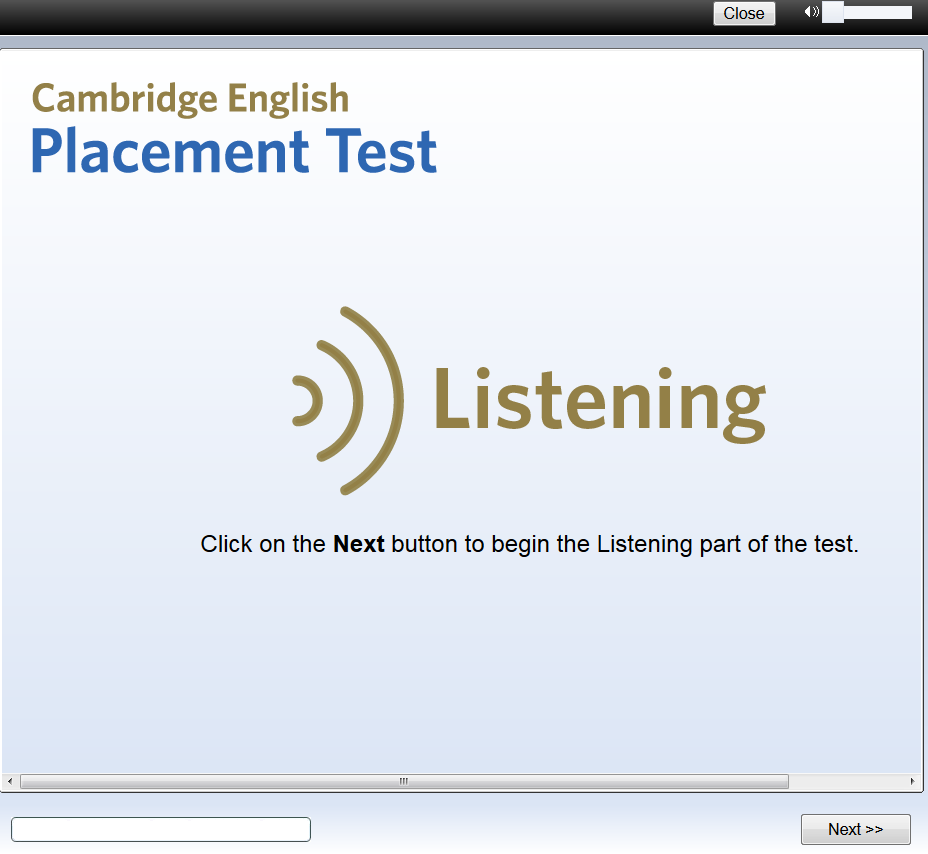 Close
Cambridge English
Placement Test
Listening
Click on the Next button to begin the Listening part of the test.
Next >>